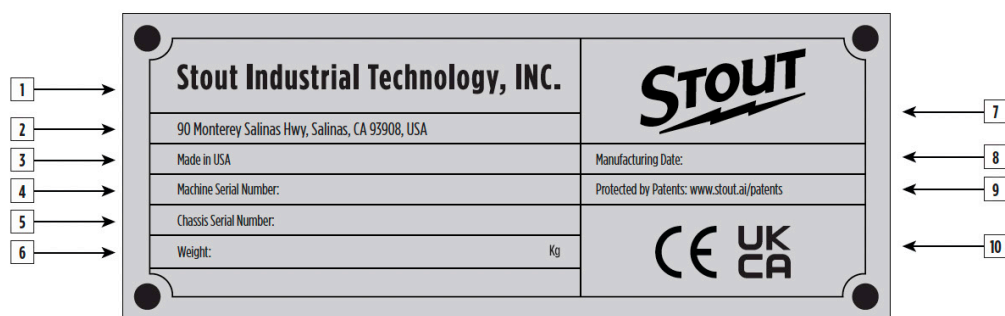 1
Stout Industrial Technology, INC.
2
90 Monterey Salinas Hwy, Salinas, CA 93908, USA
3
Made in USA
4
Machine Serial Number:
5
Chassis Serial Number:
6
Weight: Kg
STOUT
7
Manufacturing Date:
8
Protected by Patents: www.stout.ai/patents
9
CE UK
CA
10